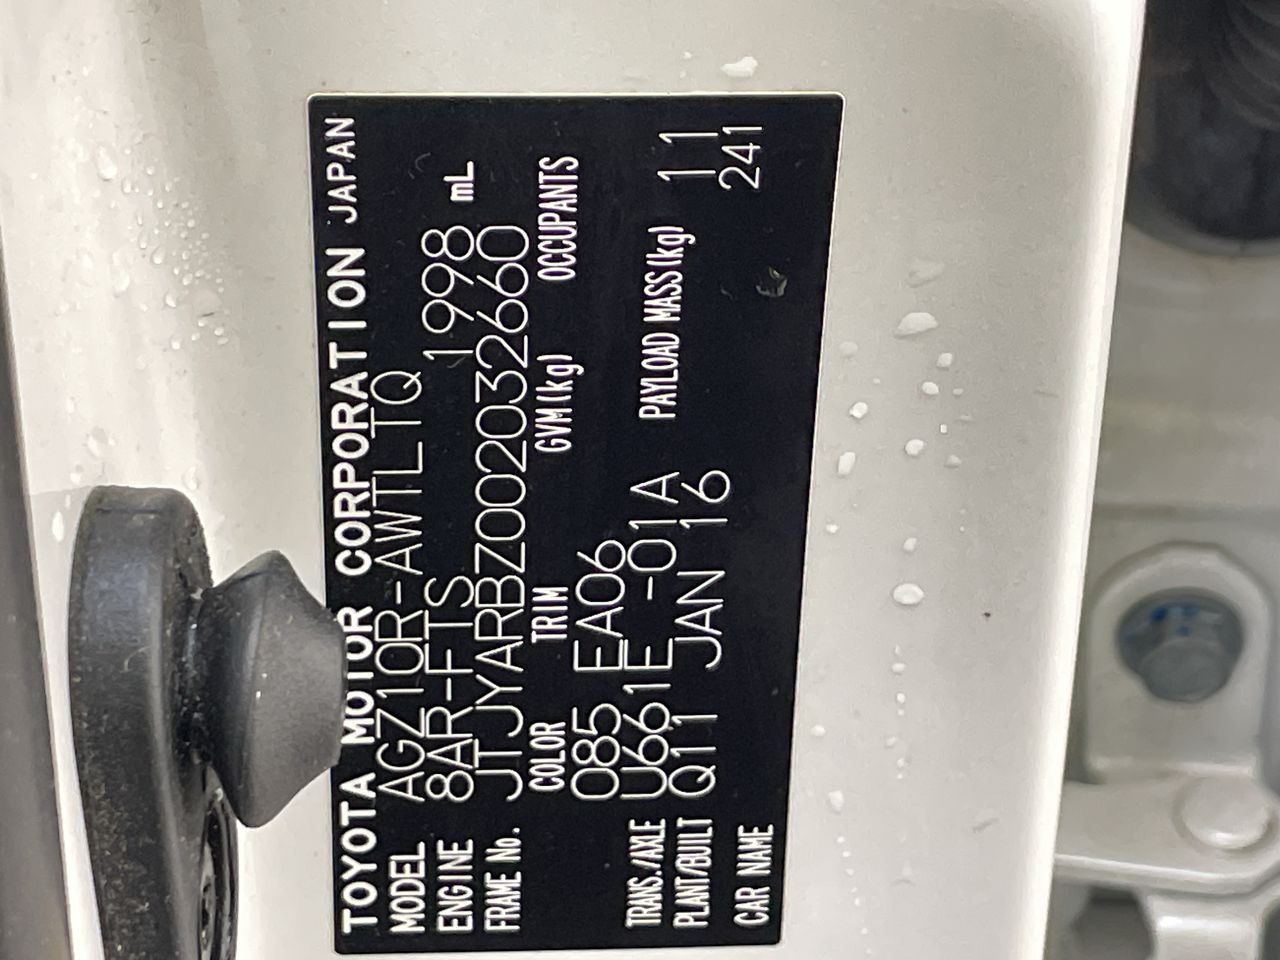 TOYOTA MOTOR CORPORATION JAPAN
MODEL AGZ10R-AWTLTQ
ENGINE 8AR-FTS 1998 mL
FRAME No. JTJYARBZ002032660
COLOR TRIM GVM(kg) OCCUPANTS
085 EA06
TRANS./AXLE U661E -01A PAYLOAD MASS(kg) 11
PLANT/BUILT Q11 JAN 16 241
CAR NAME